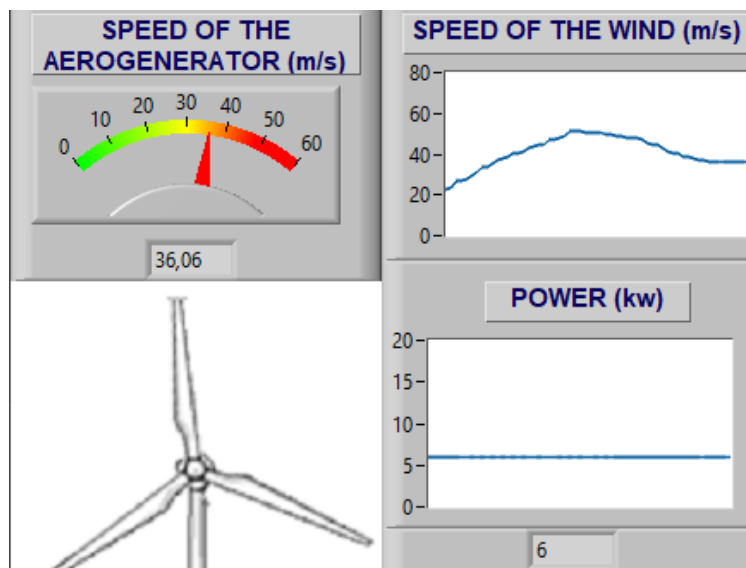 SPEED OF THE
AEROGENERATOR (m/s)
0 10 20 30 40 50 60
36,06
SPEED OF THE WIND (m/s)
80
60
40
20
0
POWER (kw)
20
15
10
5
0
6